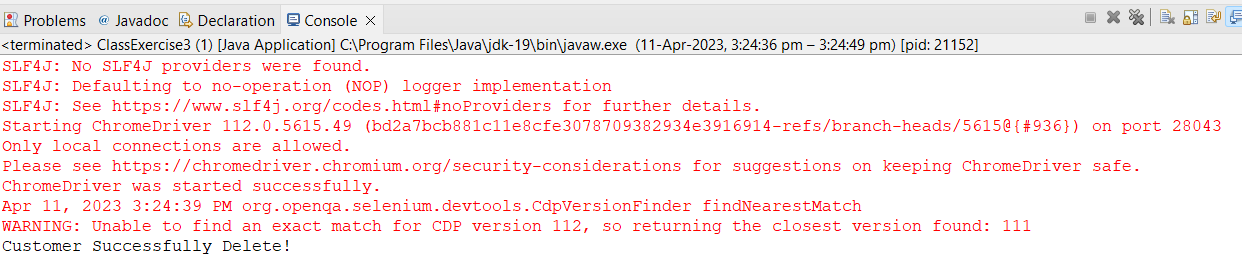 Problems @ Javadoc Declaration Console
<terminated> ClassExercise3 (1) [Java Application] C:\Program Files\Java\jdk-19\bin\javaw.exe (11-Apr-2023, 3:24:36 pm – 3:24:49 pm) [pid: 21152]
SLF4J: No SLF4J providers were found.
SLF4J: Defaulting to no-operation (NOP) logger implementation
SLF4J: See https://www.slf4j.org/codes.html#noProviders for further details.
Starting ChromeDriver 112.0.5615.49 (bd2a7bcb881c11e8cfe3078709382934e3916914-refs/branch-heads/5615@{#936}) on port 28043
Only local connections are allowed.
Please see https://chromedriver.chromium.org/security-considerations for suggestions on keeping ChromeDriver safe.
ChromeDriver was started successfully.
Apr 11, 2023 3:24:39 PM org.openqa.selenium.devtools.CdpVersionFinder findNearestMatch
WARNING: Unable to find an exact match for CDP version 112, so returning the closest version found: 111
Customer Successfully Delete!